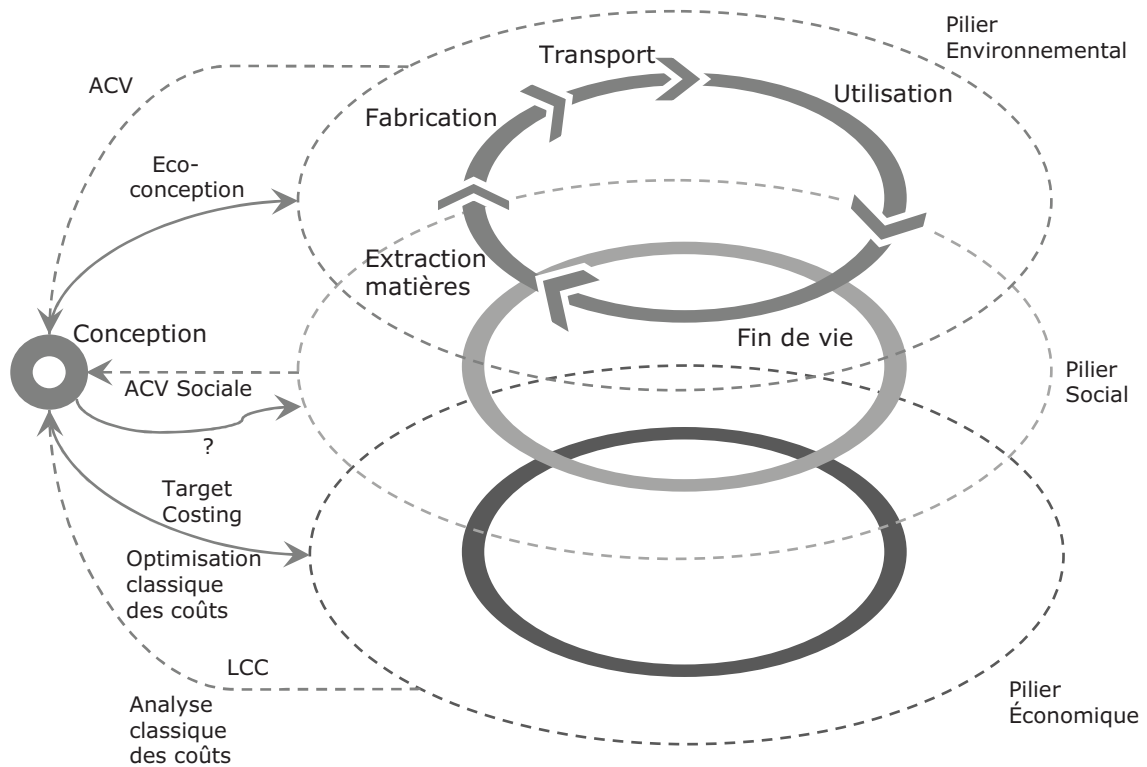 Pilier
Environnemental
Transport
ACV
Utilisation
Fabrication
Eco-
conception
Extraction
matières
Conception
Fin de vie
ACV Sociale
Pilier
Social
?
Target
Costing
Optimisation
classique
des coûts
LCC
Analyse
classique
des coûts
Pilier
Économique